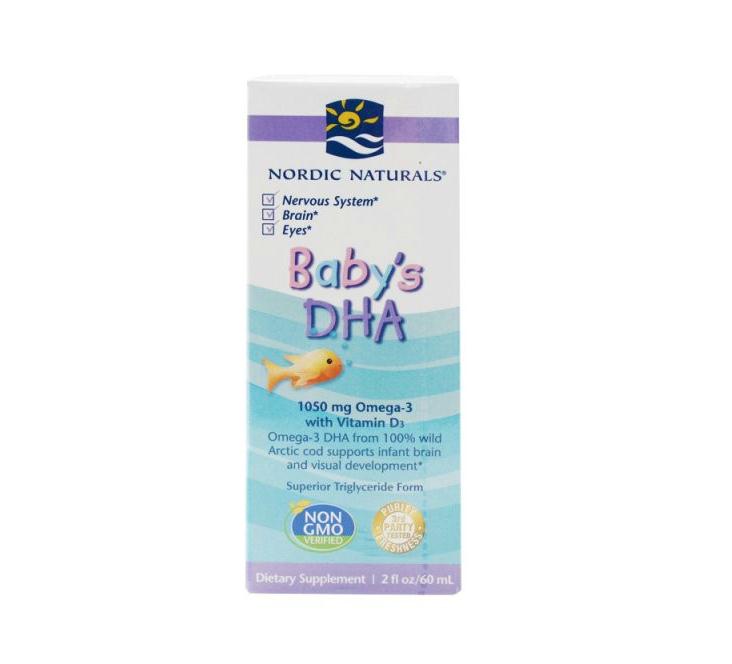 NORDIC NATURALS®
Nervous System*
Brain*
Eyes*
Baby's
DHA
1050 mg Omega-3
with Vitamin D3
Omega-3 DHA from 100% wild
Arctic cod supports infant brain
and visual development*
Superior Triglyceride Form
NON
GMO
VERIFIED
PURITY
3rd
PARTY
TESTED
FRESHNESS
Dietary Supplement | 2 fl oz/60 mL